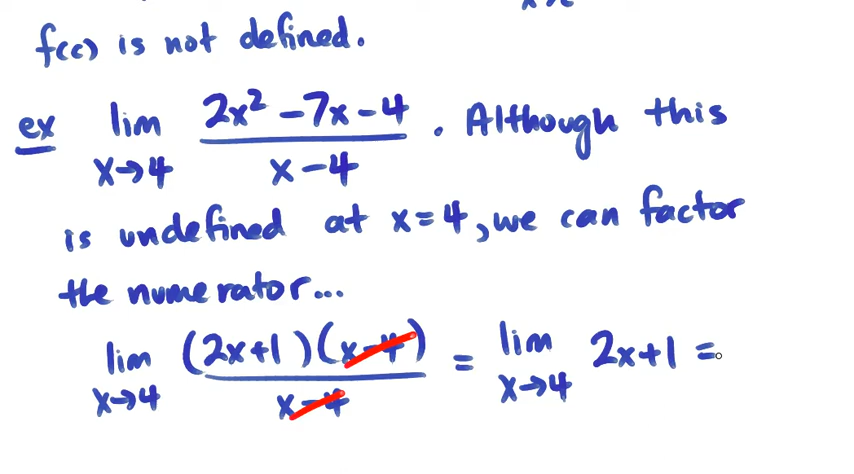 f(c) is not defined.
ex lim x→4 (2x² - 7x - 4)/(x - 4) . Although this
is undefined at x = 4, we can factor
the numerator...
lim x→4 ((2x+1)(x-4))/(x-4) = lim x→4 2x+1 =